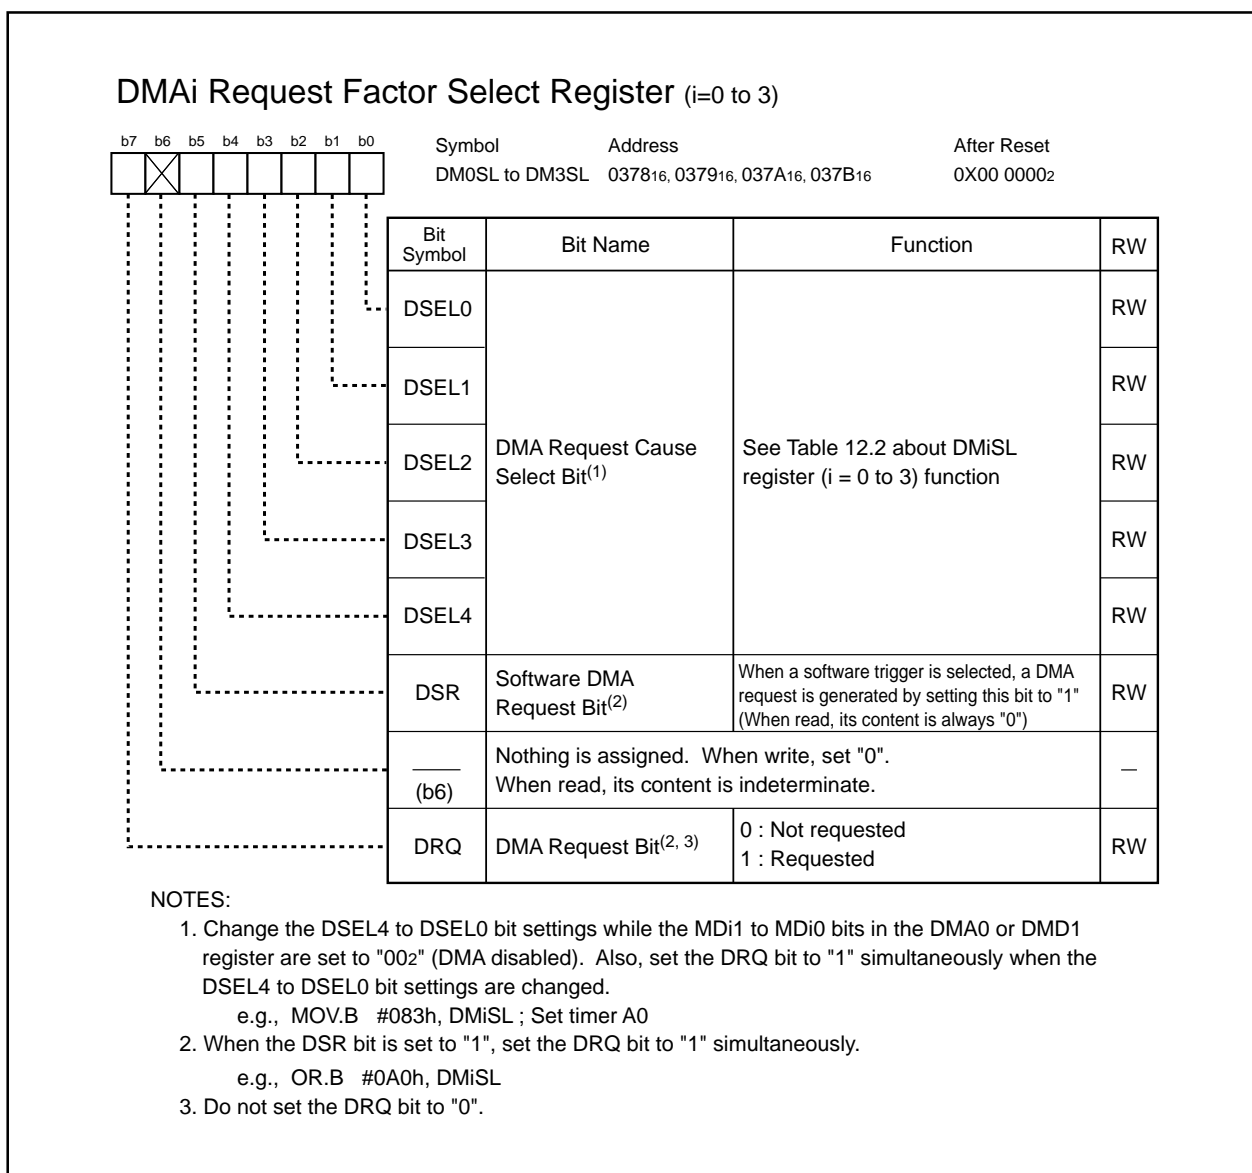 DMAi Request Factor Select Register (i=0 to 3)
b7 b6 b5 b4 b3 b2 b1 b0
Symbol Address After Reset
DM0SL to DM3SL 037816, 037916, 037A16, 037B16 0X00 00002
Bit Symbol Bit Name Function RW
DSEL0 RW
DSEL1 RW
DSEL2 DMA Request Cause See Table 12.2 about DMiSL RW
Select Bit(1) register (i = 0 to 3) function
DSEL3 RW
DSEL4 RW
When a software trigger is selected, a DMA
DSR Software DMA request is generated by setting this bit to "1" RW
Request Bit(2) (When read, its content is always "0")
Nothing is assigned. When write, set "0". —
(b6) When read, its content is indeterminate.
DRQ DMA Request Bit(2, 3) 0 : Not requested RW
1 : Requested
NOTES:
1. Change the DSEL4 to DSEL0 bit settings while the MDi1 to MDi0 bits in the DMA0 or DMD1
register are set to "002" (DMA disabled). Also, set the DRQ bit to "1" simultaneously when the
DSEL4 to DSEL0 bit settings are changed.
e.g., MOV.B #083h, DMiSL ; Set timer A0
2. When the DSR bit is set to "1", set the DRQ bit to "1" simultaneously.
e.g., OR.B #0A0h, DMiSL
3. Do not set the DRQ bit to "0".